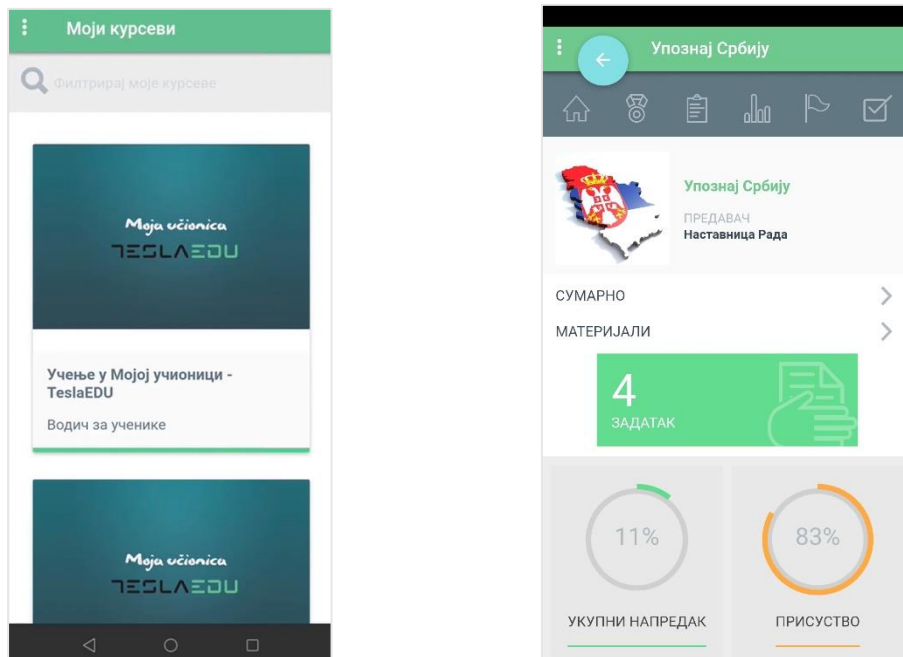 Моји курсеви
Филтрирај моје курсеве
Moja učionica
TESLAEDU
Учење у Мојој учионици -
TeslaEDU
Водич за ученике
Moja učionica
TESLAEDU
Упознај Србију
Упознај Србију
ПРЕДАВАЧ
Наставница Рада
СУМАРНО
МАТЕРИЈАЛИ
4
ЗАДАТАК
11%
83%
УКУПНИ НАПРЕДАК
ПРИСУСТВО